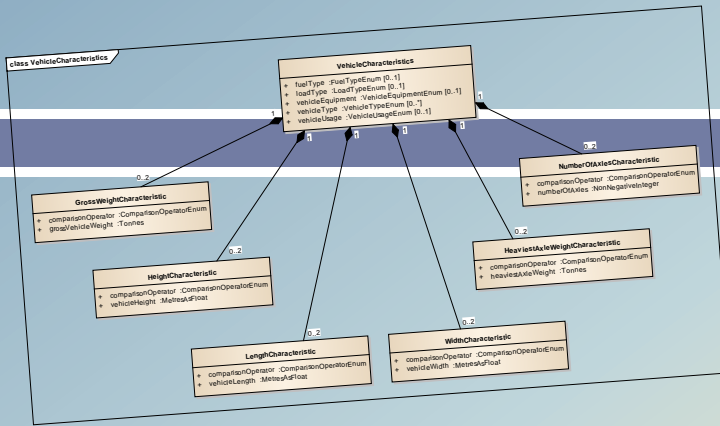 class VehicleCharacteristics
VehicleCharacteristics
+ fuelType :FuelTypeEnum [0..1]
+ loadType :LoadTypeEnum [0..1]
+ vehicleEquipment :VehicleEquipmentEnum [0..1]
+ vehicleType :VehicleTypeEnum [0..*]
+ vehicleUsage :VehicleUsageEnum [0..1]
1
1
1
1
1
1
0..2
GrossWeightCharacteristic
+ comparisonOperator :ComparisonOperatorEnum
+ grossVehicleWeight :Tonnes
0..2
NumberOfAxlesCharacteristic
+ comparisonOperator :ComparisonOperatorEnum
+ numberOfAxles :NonNegativeInteger
0..2
HeightCharacteristic
+ comparisonOperator :ComparisonOperatorEnum
+ vehicleHeight :MetresAsFloat
0..2
HeaviestAxleWeightCharacteristic
+ comparisonOperator :ComparisonOperatorEnum
+ heaviestAxleWeight :Tonnes
0..2
LengthCharacteristic
+ comparisonOperator :ComparisonOperatorEnum
+ vehicleLength :MetresAsFloat
0..2
WidthCharacteristic
+ comparisonOperator :ComparisonOperatorEnum
+ vehicleWidth :MetresAsFloat